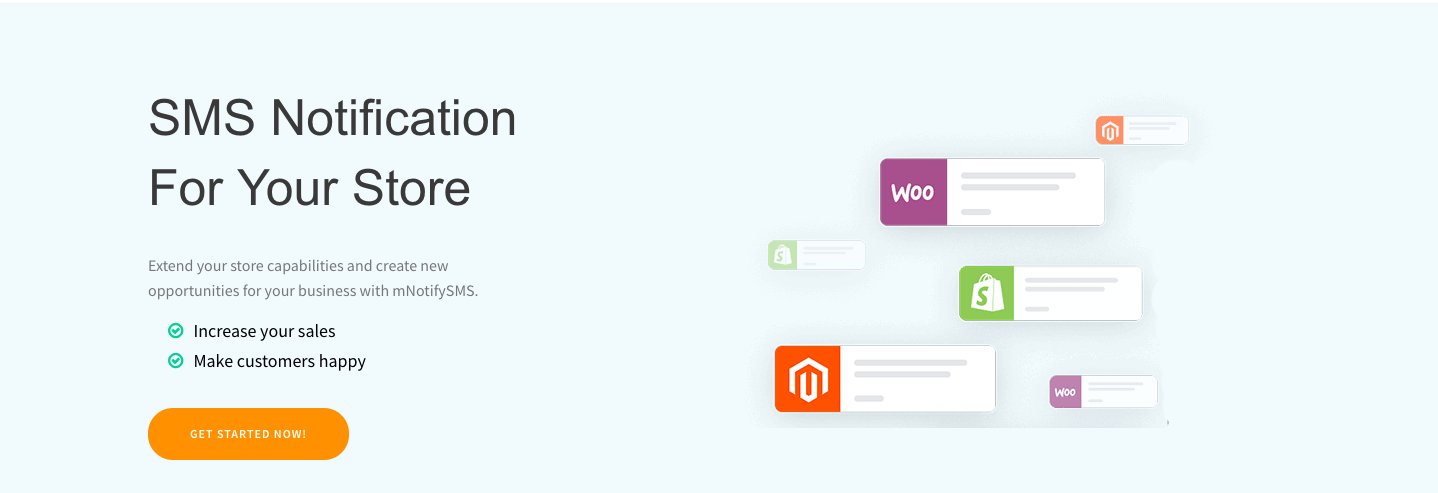 SMS Notification
For Your Store
Extend your store capabilities and create new
opportunities for your business with mNotifySMS.
Increase your sales
Make customers happy
GET STARTED NOW!
Woo
Woo